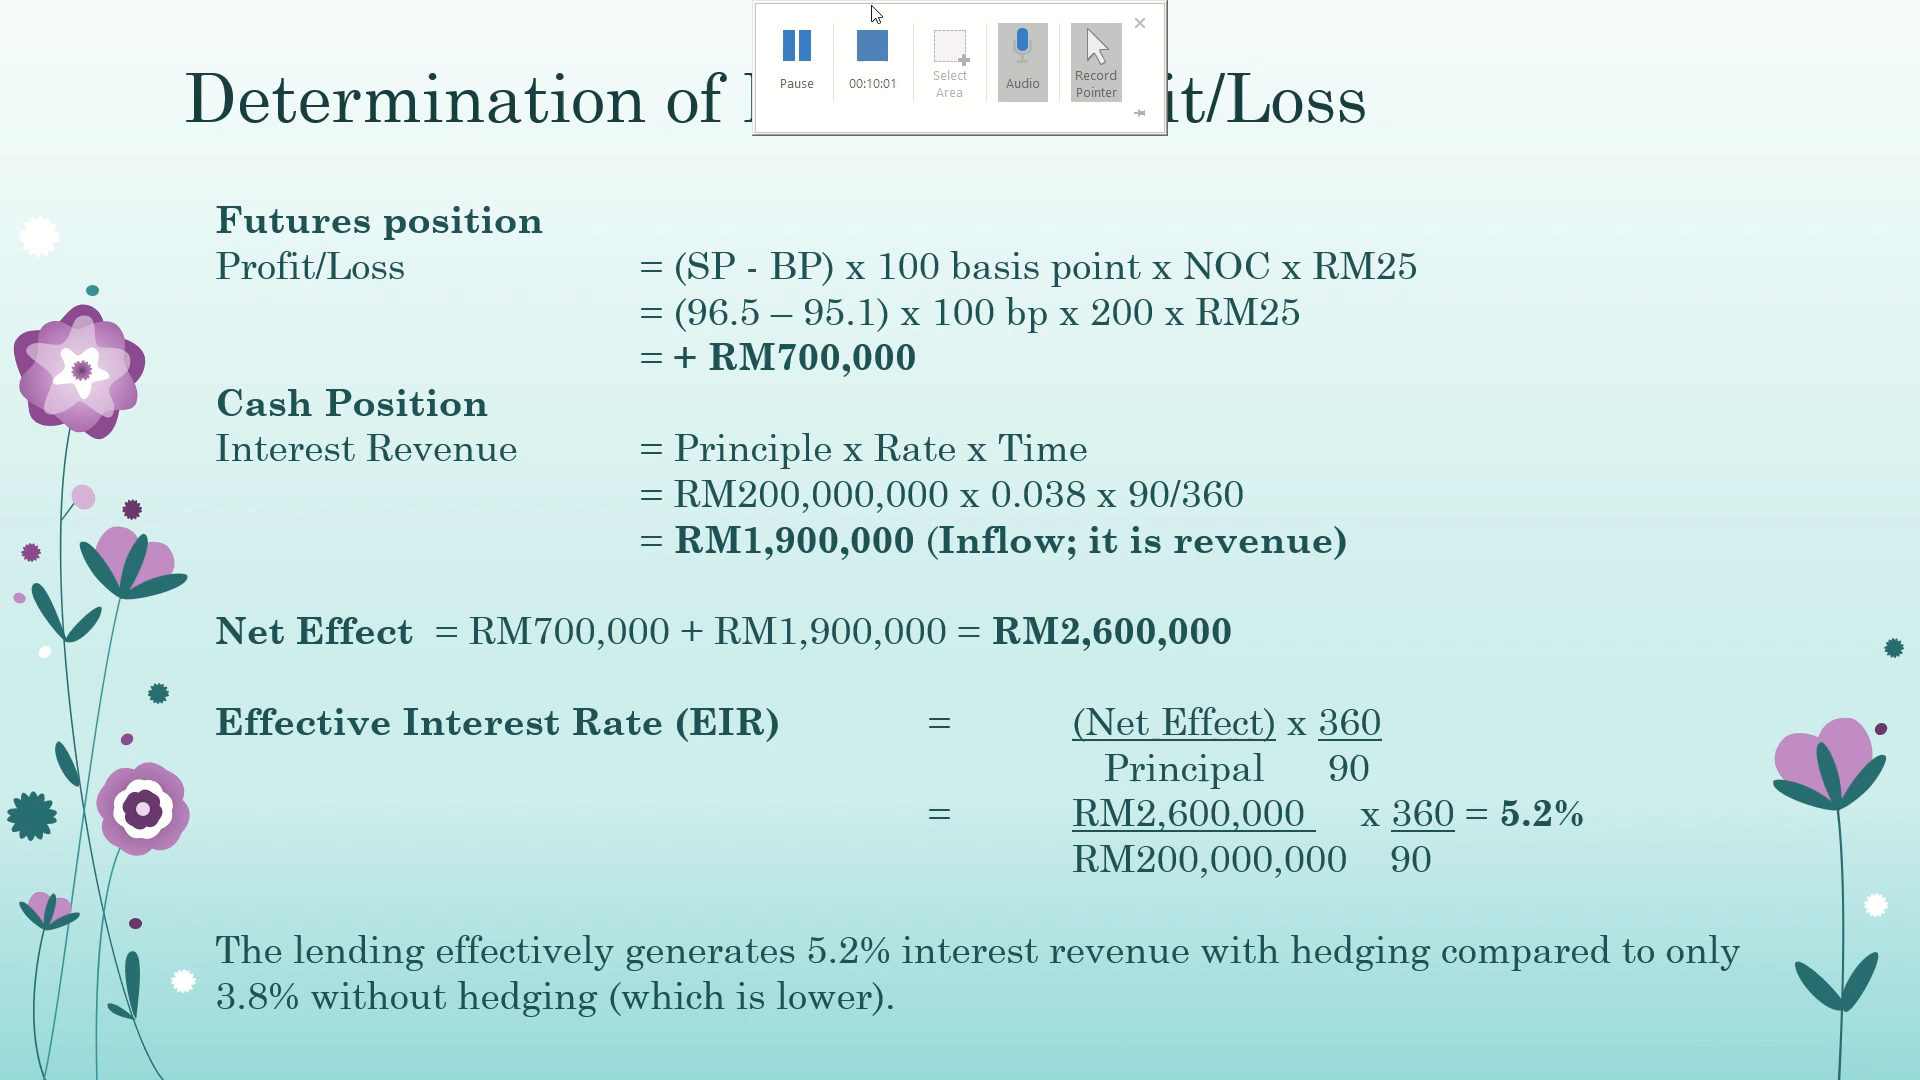 Pause
00:10:01
Select
Area
Audio
Record
Pointer
Determination of it/Loss
Futures position
Profit/Loss = (SP - BP) x 100 basis point x NOC x RM25
= (96.5 – 95.1) x 100 bp x 200 x RM25
= + RM700,000
Cash Position
Interest Revenue = Principle x Rate x Time
= RM200,000,000 x 0.038 x 90/360
= RM1,900,000 (Inflow; it is revenue)
Net Effect = RM700,000 + RM1,900,000 = RM2,600,000
Effective Interest Rate (EIR) = (Net Effect) x 360
Principal 90
= RM2,600,000 x 360 = 5.2%
RM200,000,000 90
The lending effectively generates 5.2% interest revenue with hedging compared to only
3.8% without hedging (which is lower).